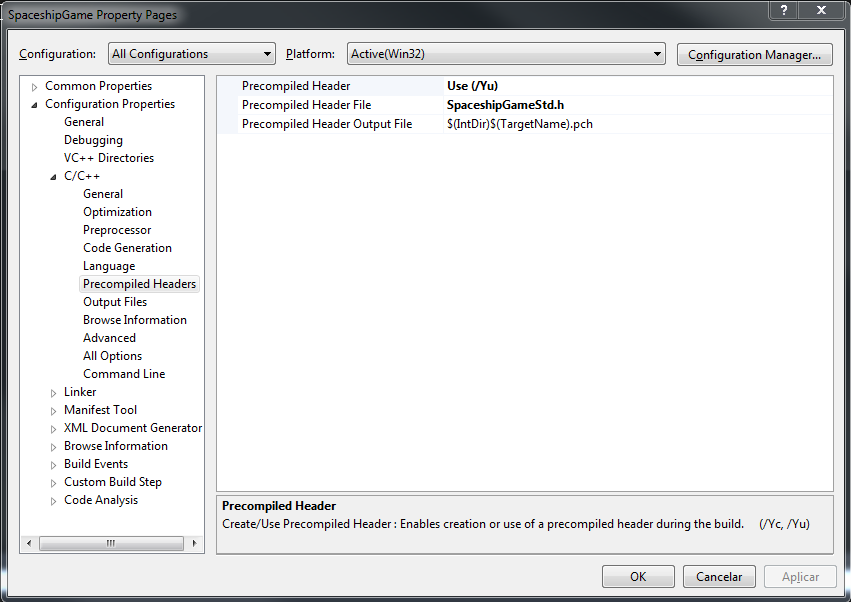 SpaceshipGame Property Pages
Configuration: All Configurations Platform: Active(Win32) Configuration Manager...
Common Properties
Configuration Properties
General
Debugging
VC++ Directories
C/C++
General
Optimization
Preprocessor
Code Generation
Language
Precompiled Headers
Output Files
Browse Information
Advanced
All Options
Command Line
Linker
Manifest Tool
XML Document Generator
Browse Information
Build Events
Custom Build Step
Code Analysis
Precompiled Header Use (/Yu)
Precompiled Header File SpaceshipGameStd.h
Precompiled Header Output File $(IntDir)$(TargetName).pch
Precompiled Header
Create/Use Precompiled Header : Enables creation or use of a precompiled header during the build. (/Yc, /Yu)
OK Cancelar Aplicar